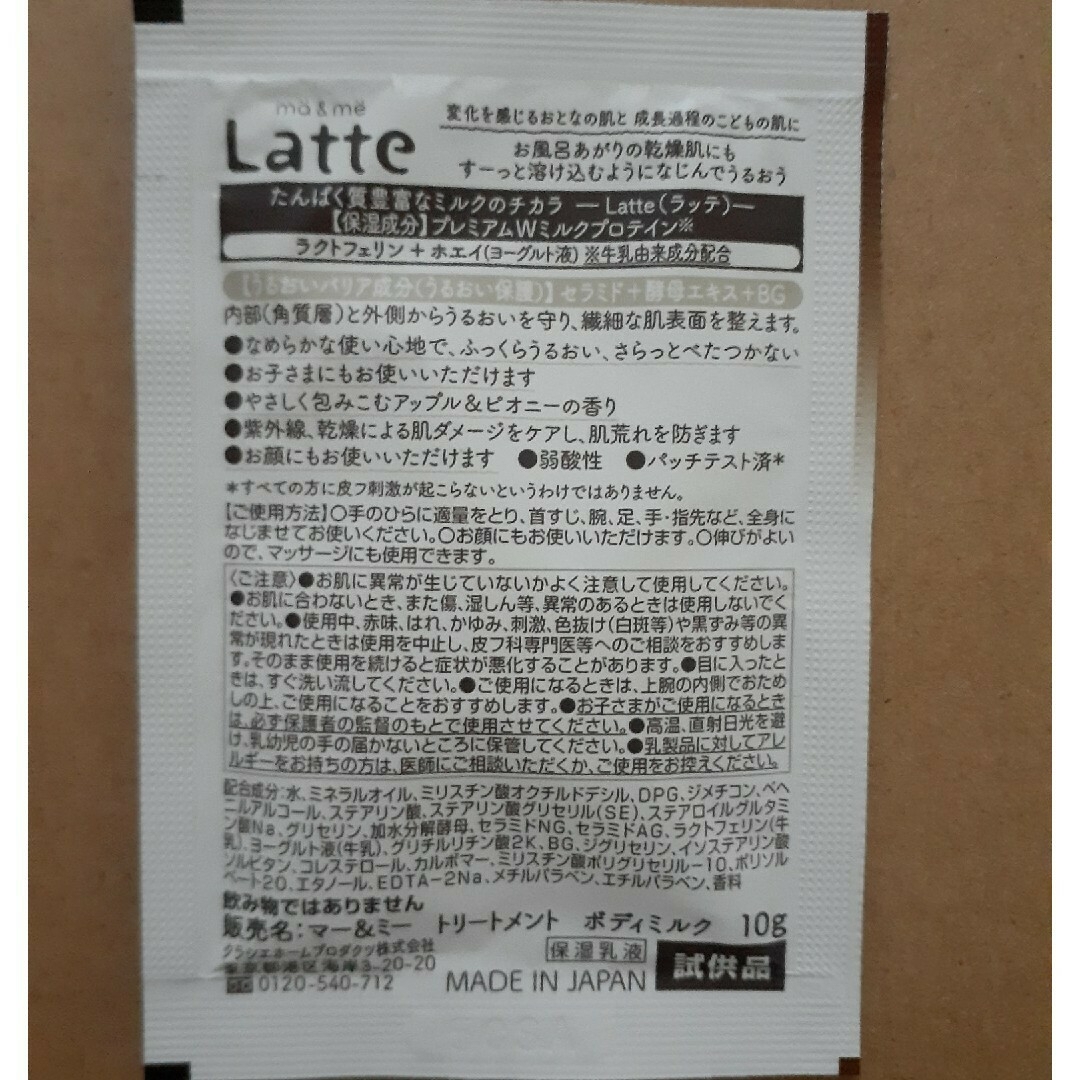 mä & më
Latte
変化を感じるおとなの肌と 成長過程のこどもの肌に
お風呂あがりの乾燥肌にも
すーっと溶け込むようになじんでうるおう
たんぱく質豊富なミルクのチカラ ― Latte(ラッテ)―
【保湿成分】プレミアムWミルクプロテイン※
ラクトフェリン + ホエイ(ヨーグルト液) ※牛乳由来成分配合
【うるおいバリア成分(うるおい保護)】 セラミド+酵母エキス+BG
内部(角質層)と外側からうるおいを守り、繊細な肌表面を整えます。
●なめらかな使い心地で、ふっくらうるおい、さらっとべたつかない
●お子さまにもお使いいただけます
●やさしく包みこむアップル&ピオニーの香り
●紫外線、乾燥による肌ダメージをケアし、肌荒れを防ぎます
●お顔にもお使いいただけます ●弱酸性 ●パッチテスト済*
*すべての方に皮フ刺激が起こらないというわけではありません。
【ご使用方法】〇手のひらに適量をとり、首すじ、腕、足、手・指先など、全身に
なじませてお使いください。〇お顔にもお使いいただけます。〇伸びがよい
ので、マッサージにも使用できます。
〈ご注意〉●お肌に異常が生じていないかよく注意して使用してください。
●お肌に合わないとき、また傷、湿しん等、異常のあるときは使用しないでく
ださい。●使用中、赤味、はれ、かゆみ、刺激、色抜け(白斑等)や黒ずみ等の異
常が現れたときは使用を中止し、皮フ科専門医等へのご相談をおすすめしま
す。そのまま使用を続けると症状が悪化することがあります。●目に入ったと
きは、すぐ洗い流してください。●ご使用になるときは、上腕の内側でおため
しの上、ご使用になることをおすすめします。●お子さまがご使用になるとき
は、必ず保護者の監督のもとで使用させてください。●高温、直射日光を避
け、乳幼児の手の届かないところに保管してください。●乳製品に対してアレ
ルギーをお持ちの方は、医師にご相談いただくか、ご使用をお控えください。
配合成分:水、ミネラルオイル、ミリスチン酸オクチルドデシル、DPG、ジメチコン、ベヘ
ニルアルコール、ステアリン酸、ステアリン酸グリセリル(SE)、ステアロイルグルタミ
ン酸Na、グリセリン、加水分解酵母、セラミドNG、セラミドAG、ラクトフェリン(牛
乳)、ヨーグルト液(牛乳)、グリチルリチン酸2K、BG、ジグリセリン、イソステアリン酸
ソルビタン、コレステロール、カルボマー、ミリスチン酸ポリグリセリル-10、ポリソル
ベート20、エタノール、EDTA-2Na、メチルパラベン、エチルパラベン、香料
飲み物ではありません
販売名:マー&ミー トリートメント ボディミルク 10g
クラシエホームプロダクツ株式会社
東京都港区海岸3-20-20
0120-540-712
保湿乳液
MADE IN JAPAN
試供品